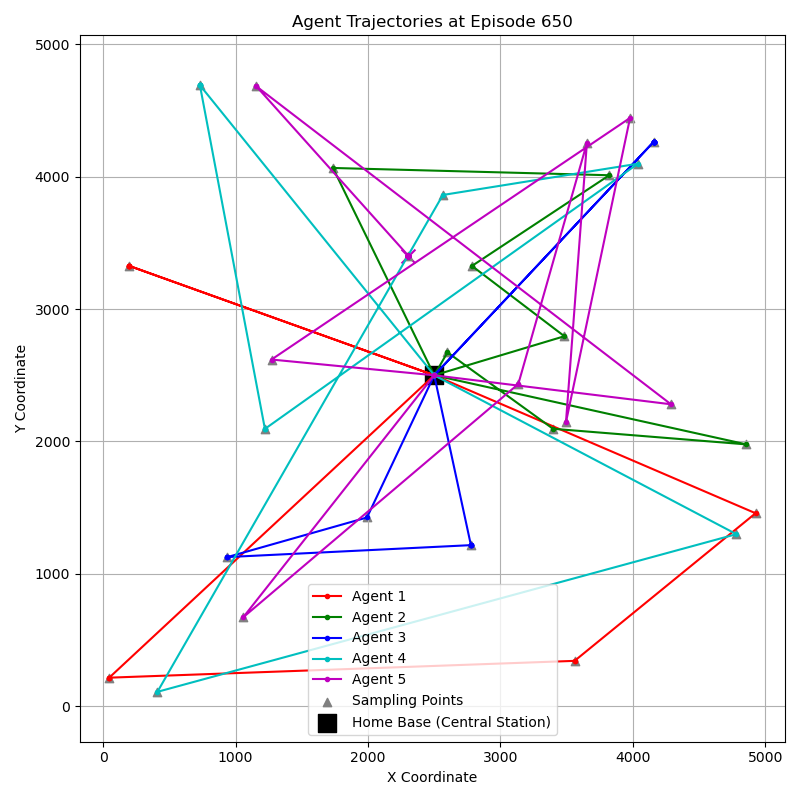 Agent Trajectories at Episode 650
5000
4000
3000
2000
1000
0
Y Coordinate
0 1000 2000 3000 4000 5000
X Coordinate
Agent 1
Agent 2
Agent 3
Agent 4
Agent 5
Sampling Points
Home Base (Central Station)